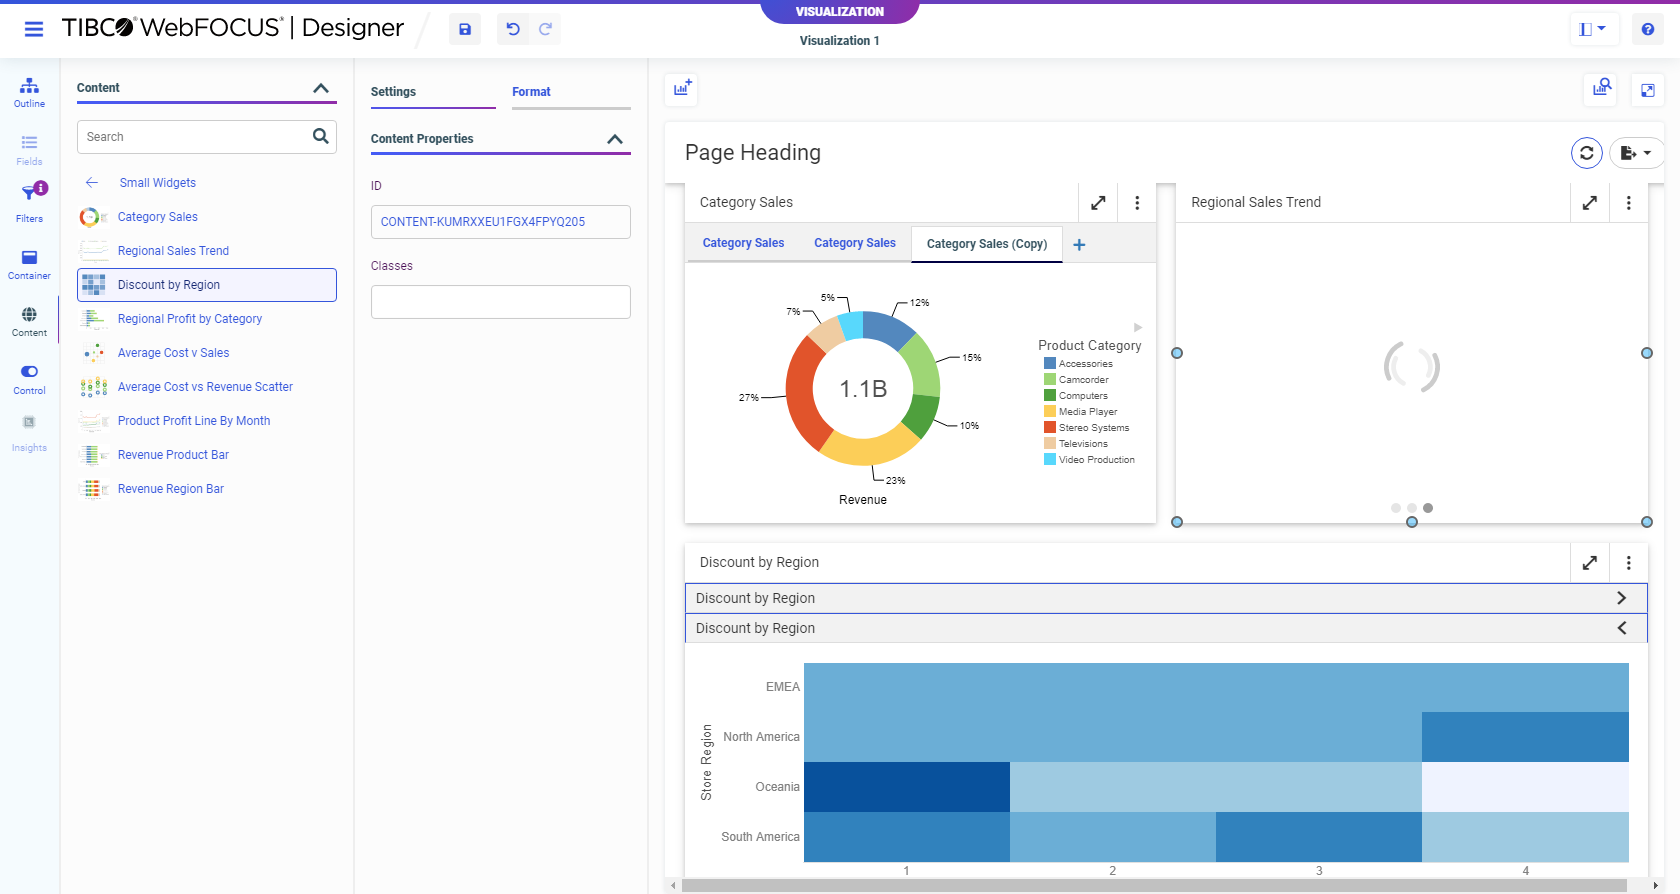 VISUALIZATION
TIBCO® WebFOCUS® | Designer
Visualization 1
Outline
Fields
Filters
Container
Content
Control
Insights
Content
Search
Small Widgets
Category Sales
Regional Sales Trend
Discount by Region
Regional Profit by Category
Average Cost v Sales
Average Cost vs Revenue Scatter
Product Profit Line By Month
Revenue Product Bar
Revenue Region Bar
Settings
Format
Content Properties
ID
CONTENT-KUMRXXEU1FGX4FPYQ205
Classes
Page Heading
Category Sales
Category Sales
Category Sales
Category Sales (Copy)
5%
12%
7%
15%
27%
1.1B
10%
23%
Revenue
Product Category
Accessories
Camcorder
Computers
Media Player
Stereo Systems
Televisions
Video Production
Regional Sales Trend
Discount by Region
Discount by Region
Discount by Region
Store Region
EMEA
North America
Oceania
South America
1 2 3 4